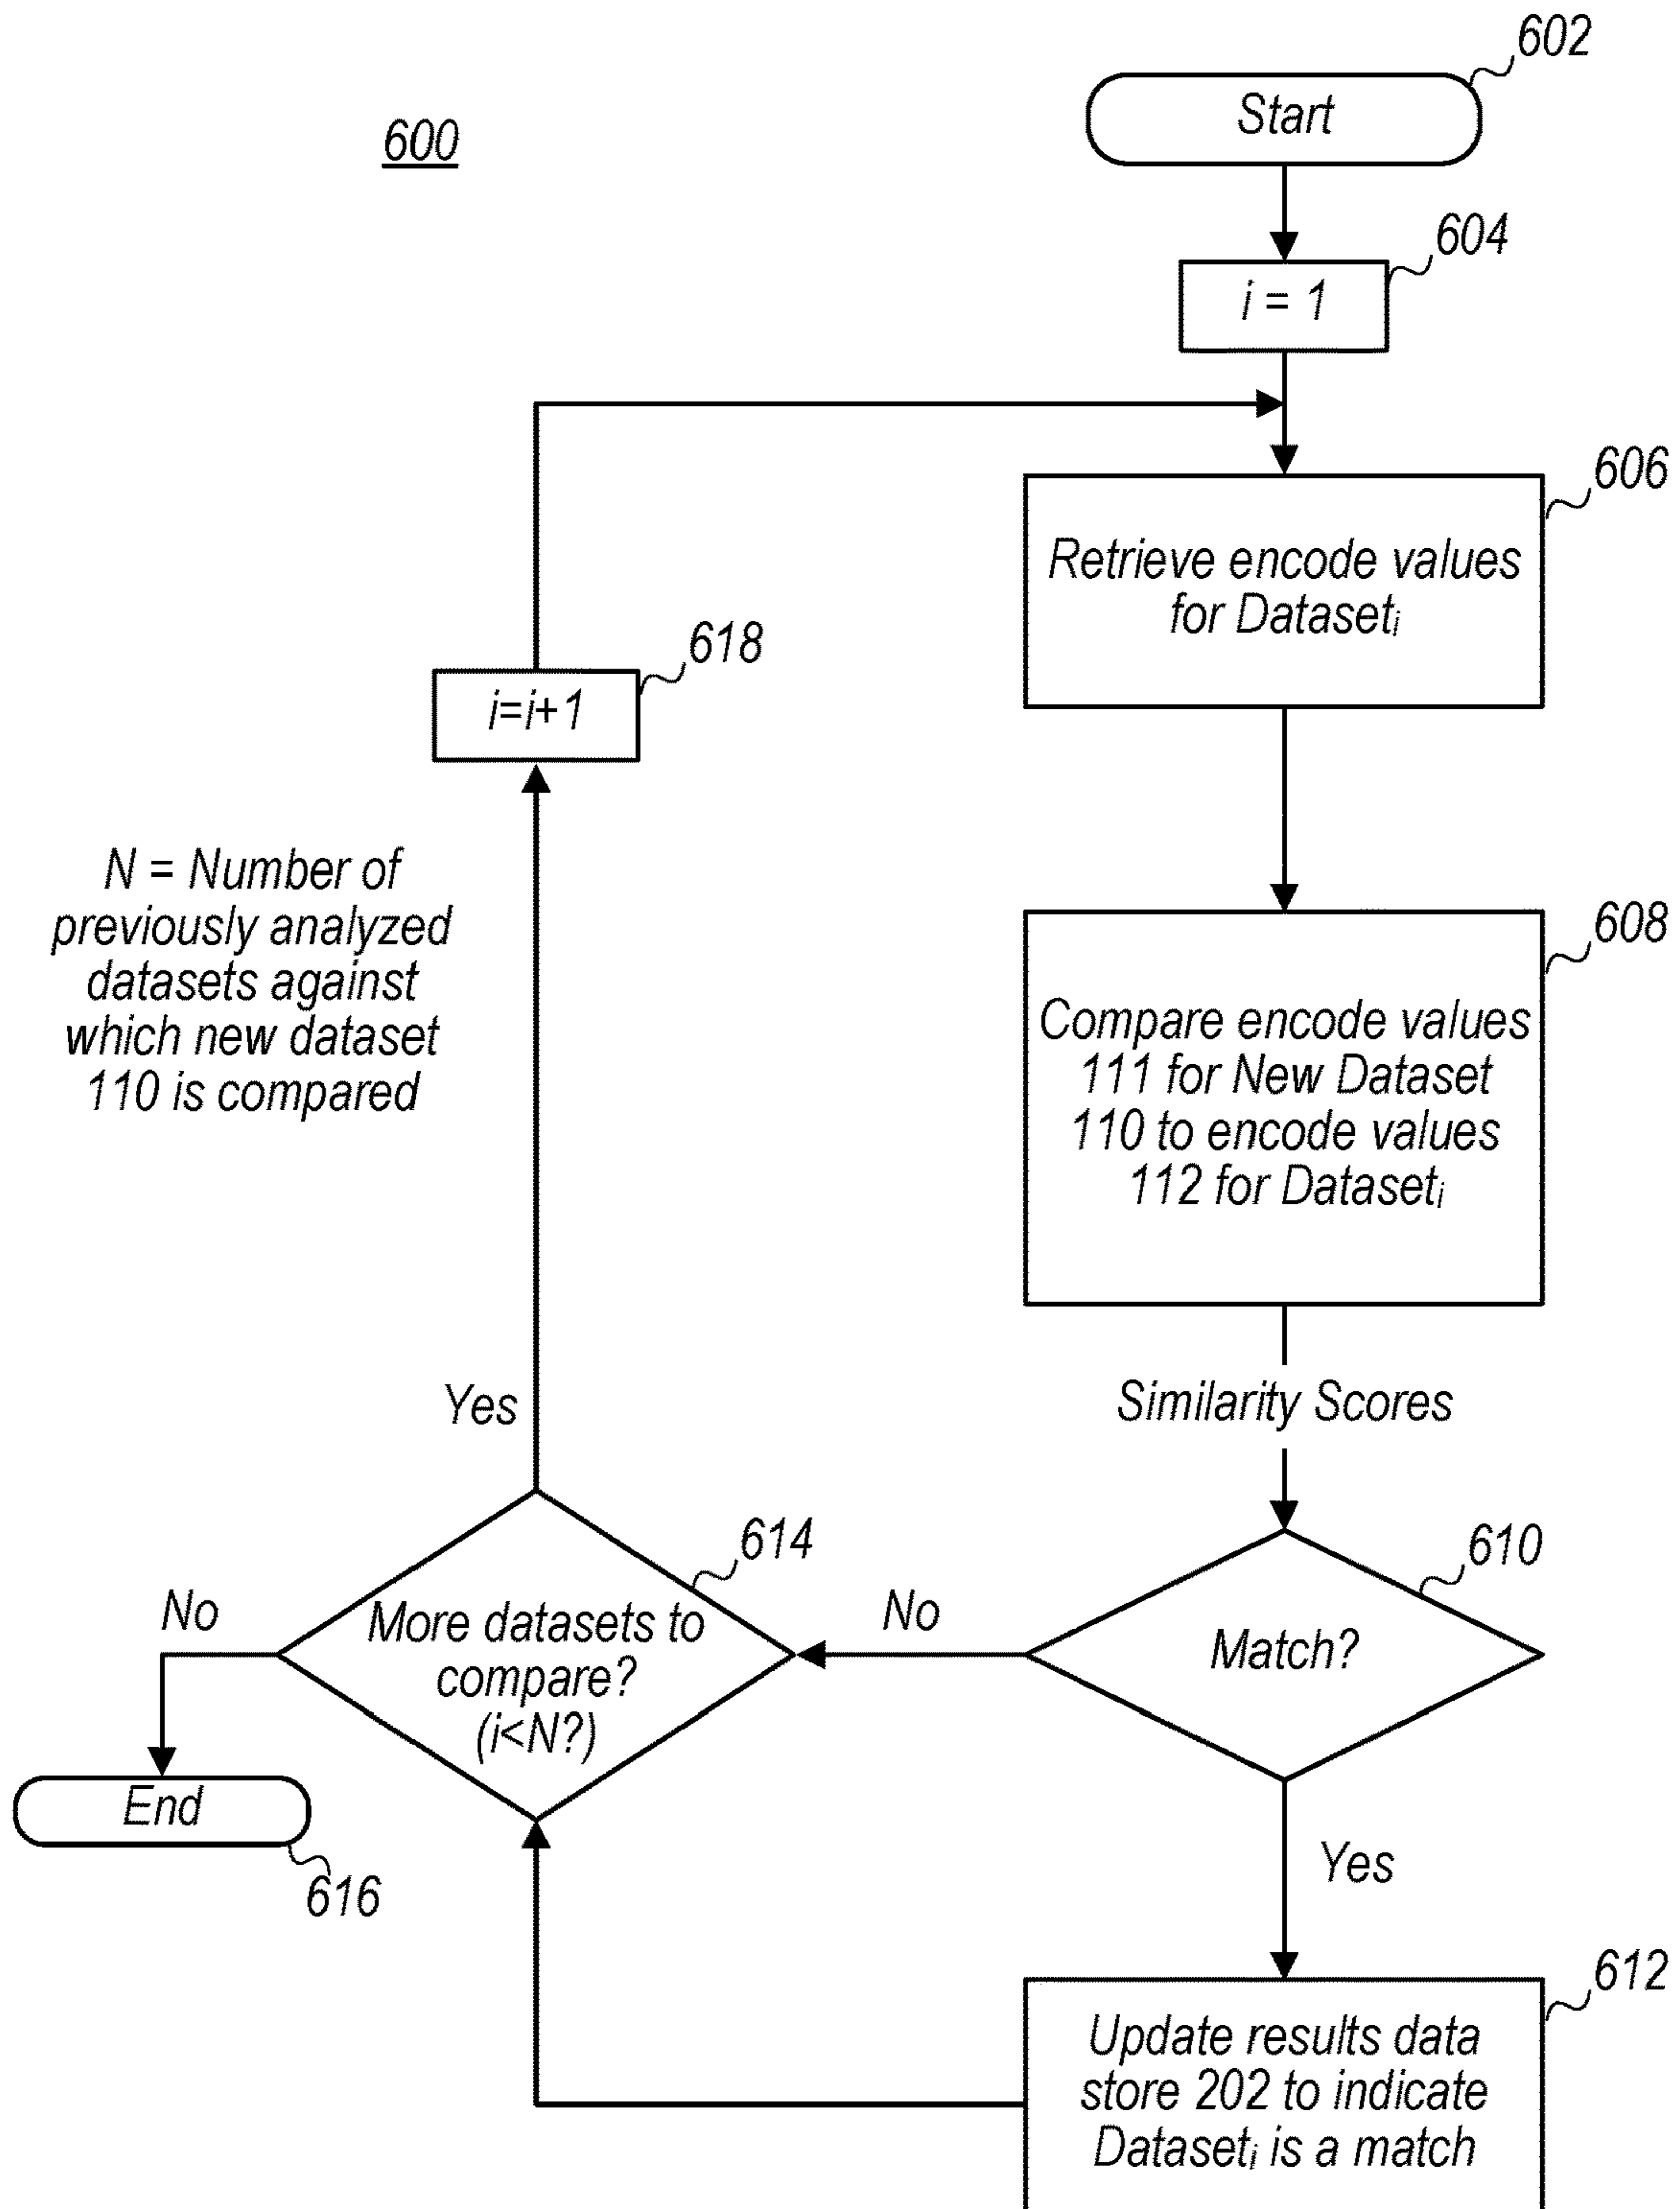 602
Start
600
604
i = 1
606
Retrieve encode values
for Dataseti
618
i=i+1
N = Number of
previously analyzed
datasets against
which new dataset
110 is compared
608
Compare encode values
111 for New Dataset
110 to encode values
112 for Dataseti
Similarity Scores
Yes
614
610
No
More datasets to
compare?
(i<N?)
No
Match?
End
616
Yes
612
Update results data
store 202 to indicate
Dataseti is a match